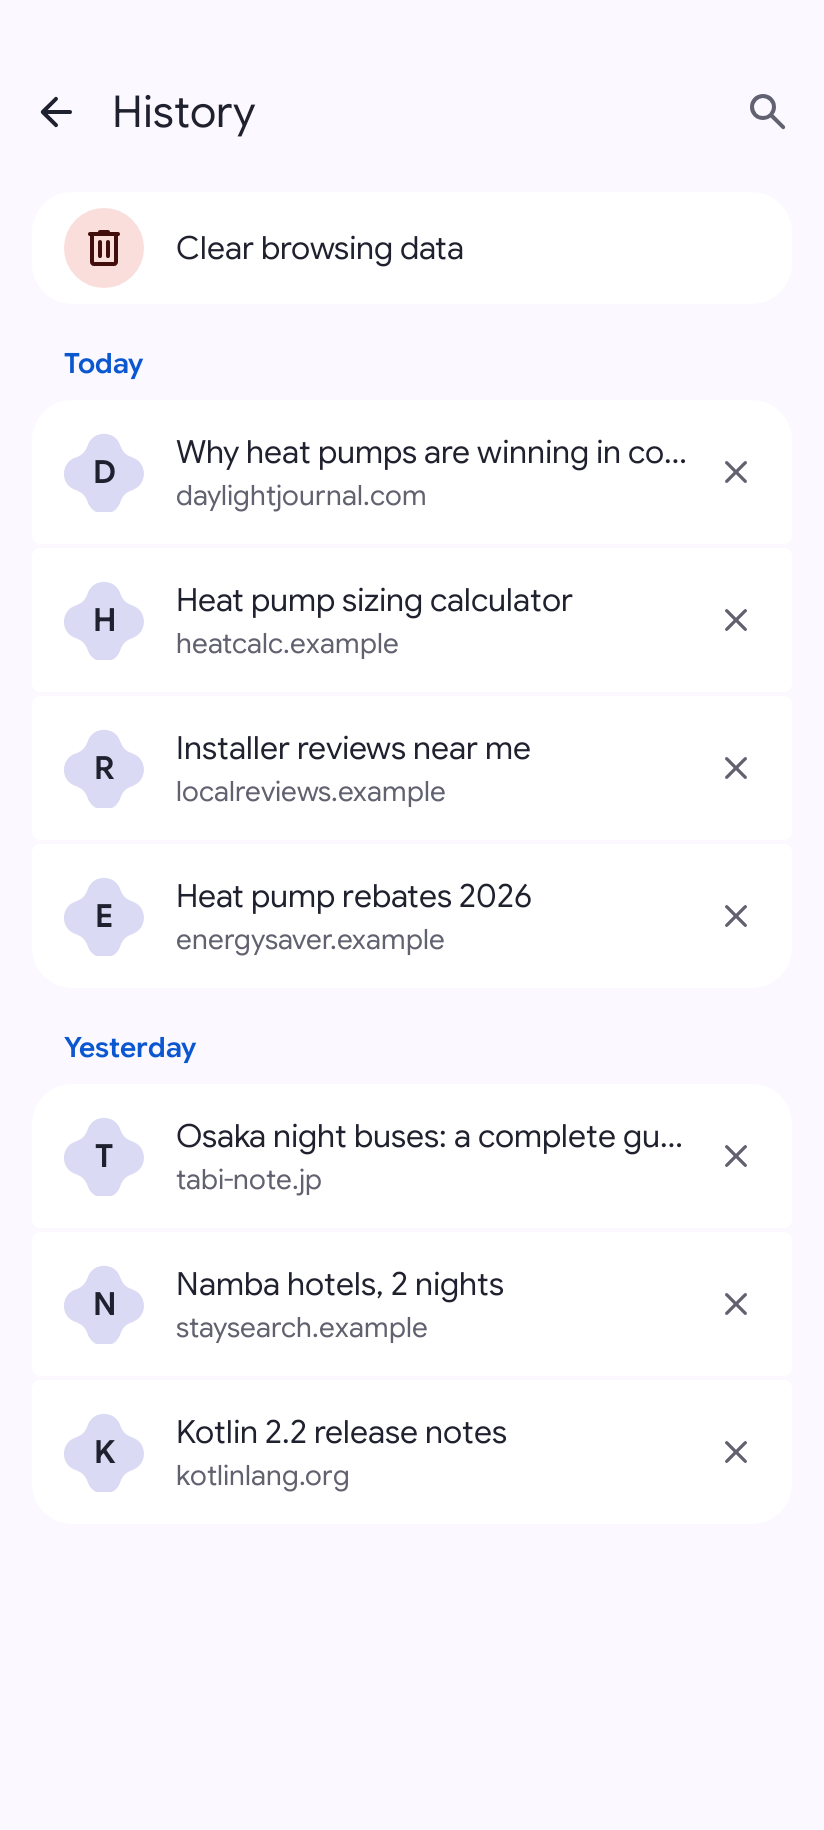 History
Clear browsing data
Today
D
Why heat pumps are winning in co...
daylightjournal.com
H
Heat pump sizing calculator
heatcalc.example
R
Installer reviews near me
localreviews.example
E
Heat pump rebates 2026
energysaver.example
Yesterday
T
Osaka night buses: a complete gu...
tabi-note.jp
N
Namba hotels, 2 nights
staysearch.example
K
Kotlin 2.2 release notes
kotlinlang.org